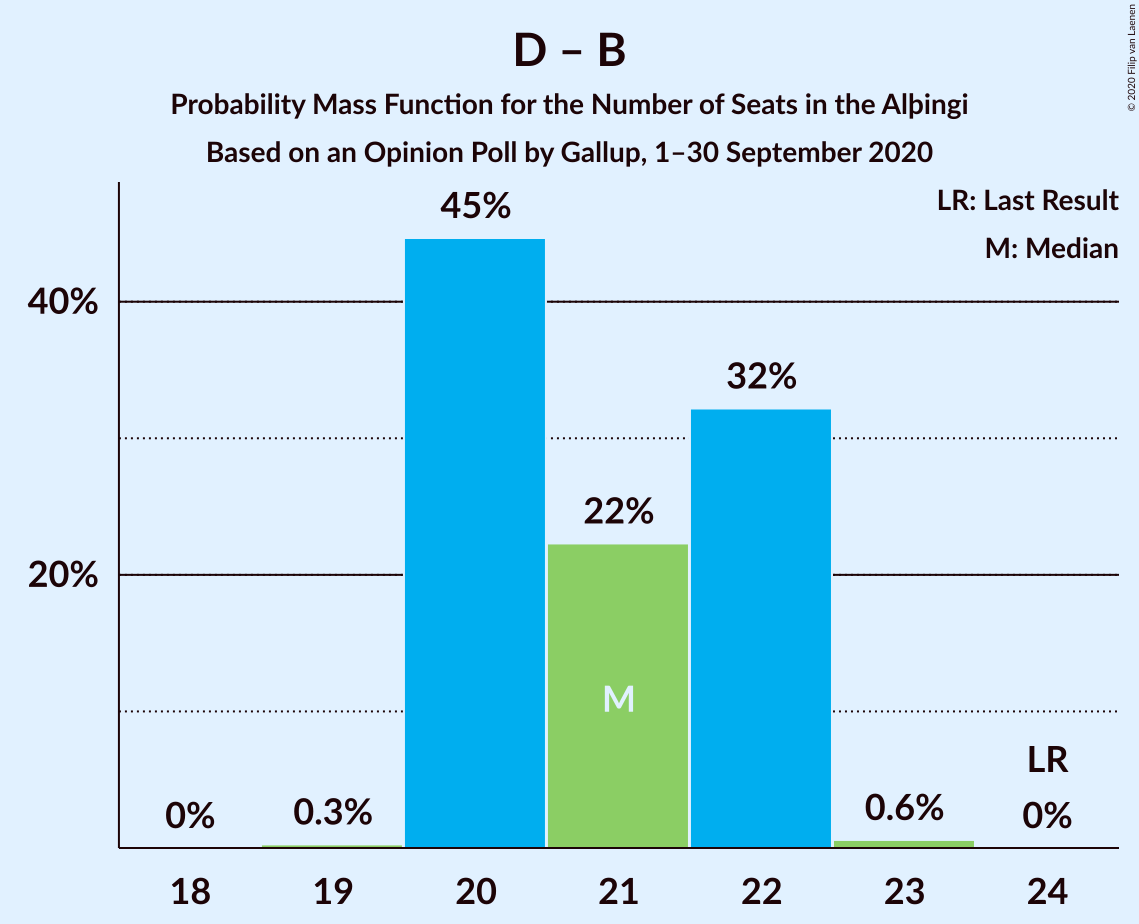 D – B
Probability Mass Function for the Number of Seats in the Alþingi
Based on an Opinion Poll by Gallup, 1–30 September 2020
© 2020 Filip van Laenen
LR: Last Result
M: Median
45%
40%
32%
22%
20%
M
LR
0%
0.3%
0.6%
0%
18
19
20
21
22
23
24